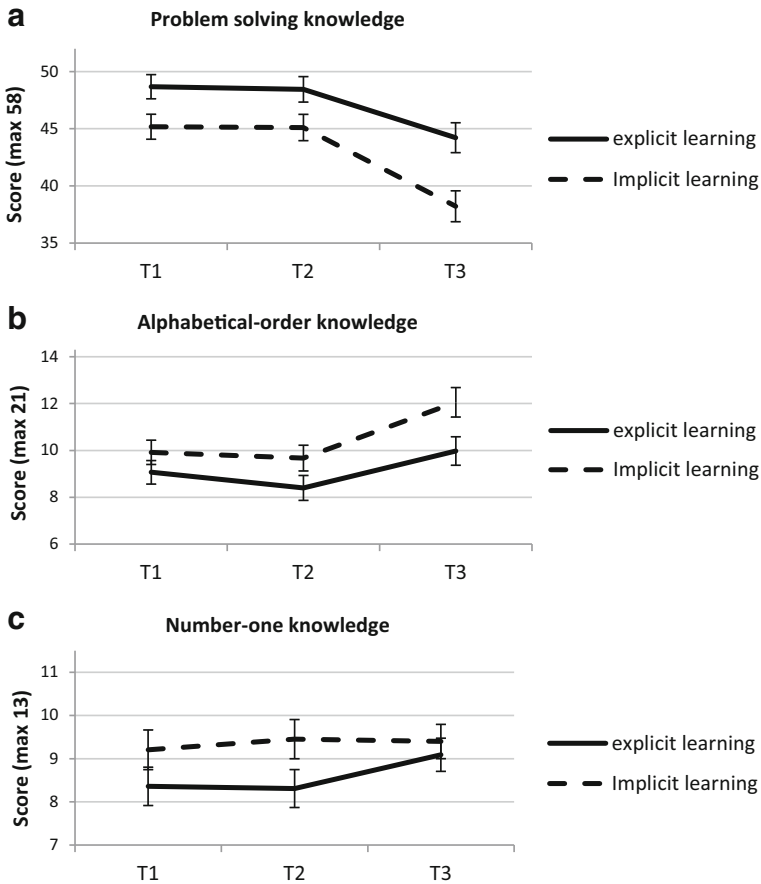 a
Problem solving knowledge
Score (max 58)
50
45
40
35
T1 T2 T3
explicit learning
Implicit learning
b
Alphabetical-order knowledge
Score (max 21)
14
12
10
8
6
T1 T2 T3
explicit learning
Implicit learning
c
Number-one knowledge
Score (max 13)
11
10
9
8
7
T1 T2 T3
explicit learning
Implicit learning